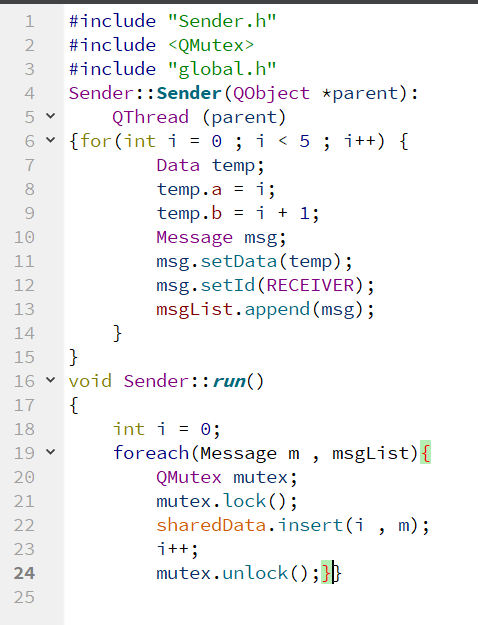 1 #include "Sender.h"
2 #include <QMutex>
3 #include "global.h"
4 Sender::Sender(QObject *parent):
5     QThread (parent)
6 {for(int i = 0 ; i < 5 ; i++) {
7         Data temp;
8         temp.a = i;
9         temp.b = i + 1;
10         Message msg;
11         msg.setData(temp);
12         msg.setId(RECEIVER);
13         msgList.append(msg);
14     }
15 }
16 void Sender::run()
17 {
18     int i = 0;
19     foreach(Message m , msgList){
20         QMutex mutex;
21         mutex.lock();
22         sharedData.insert(i , m);
23         i++;
24         mutex.unlock();}}
25